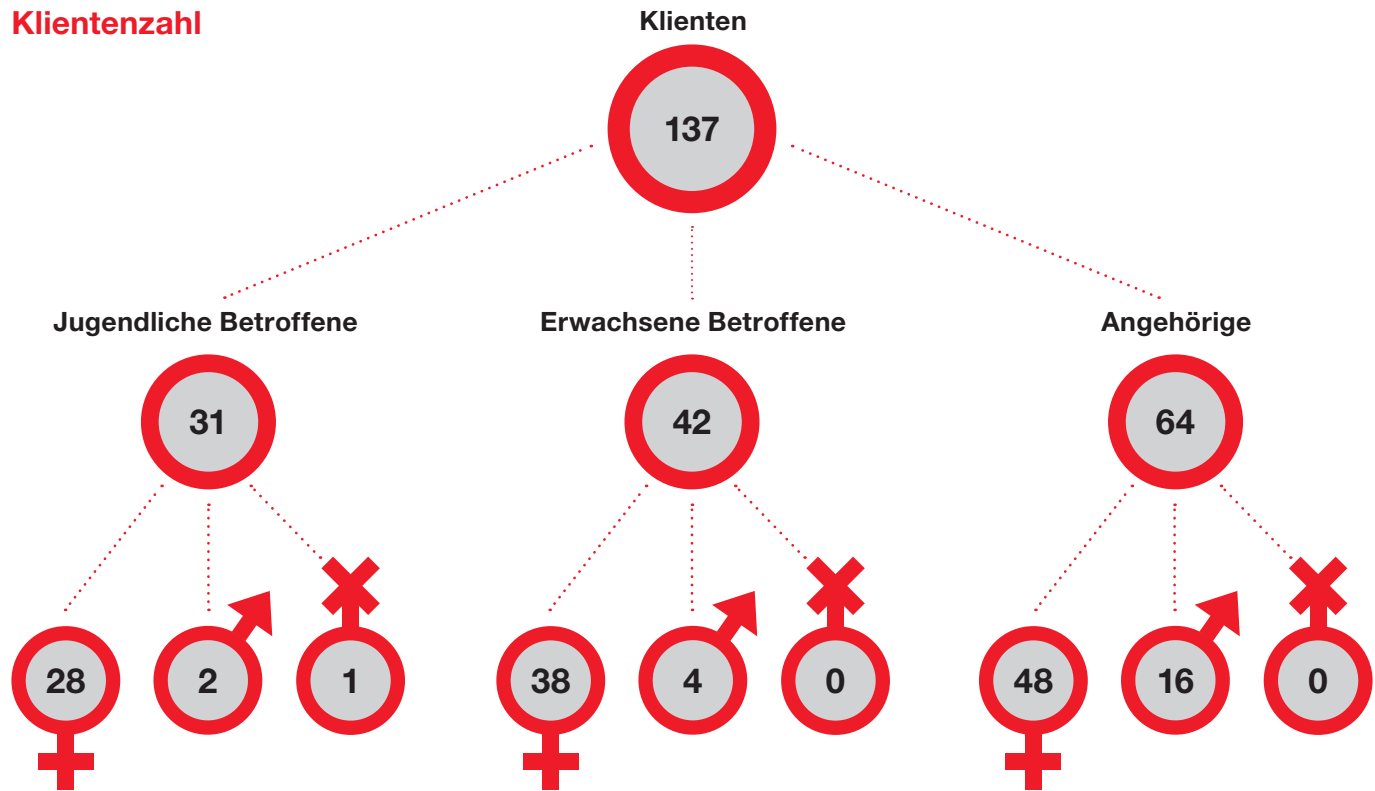 Klientenzahl
Klienten
137
Jugendliche Betroffene
Erwachsene Betroffene
Angehörige
31
42
64
28
2
1
38
4
0
48
16
0